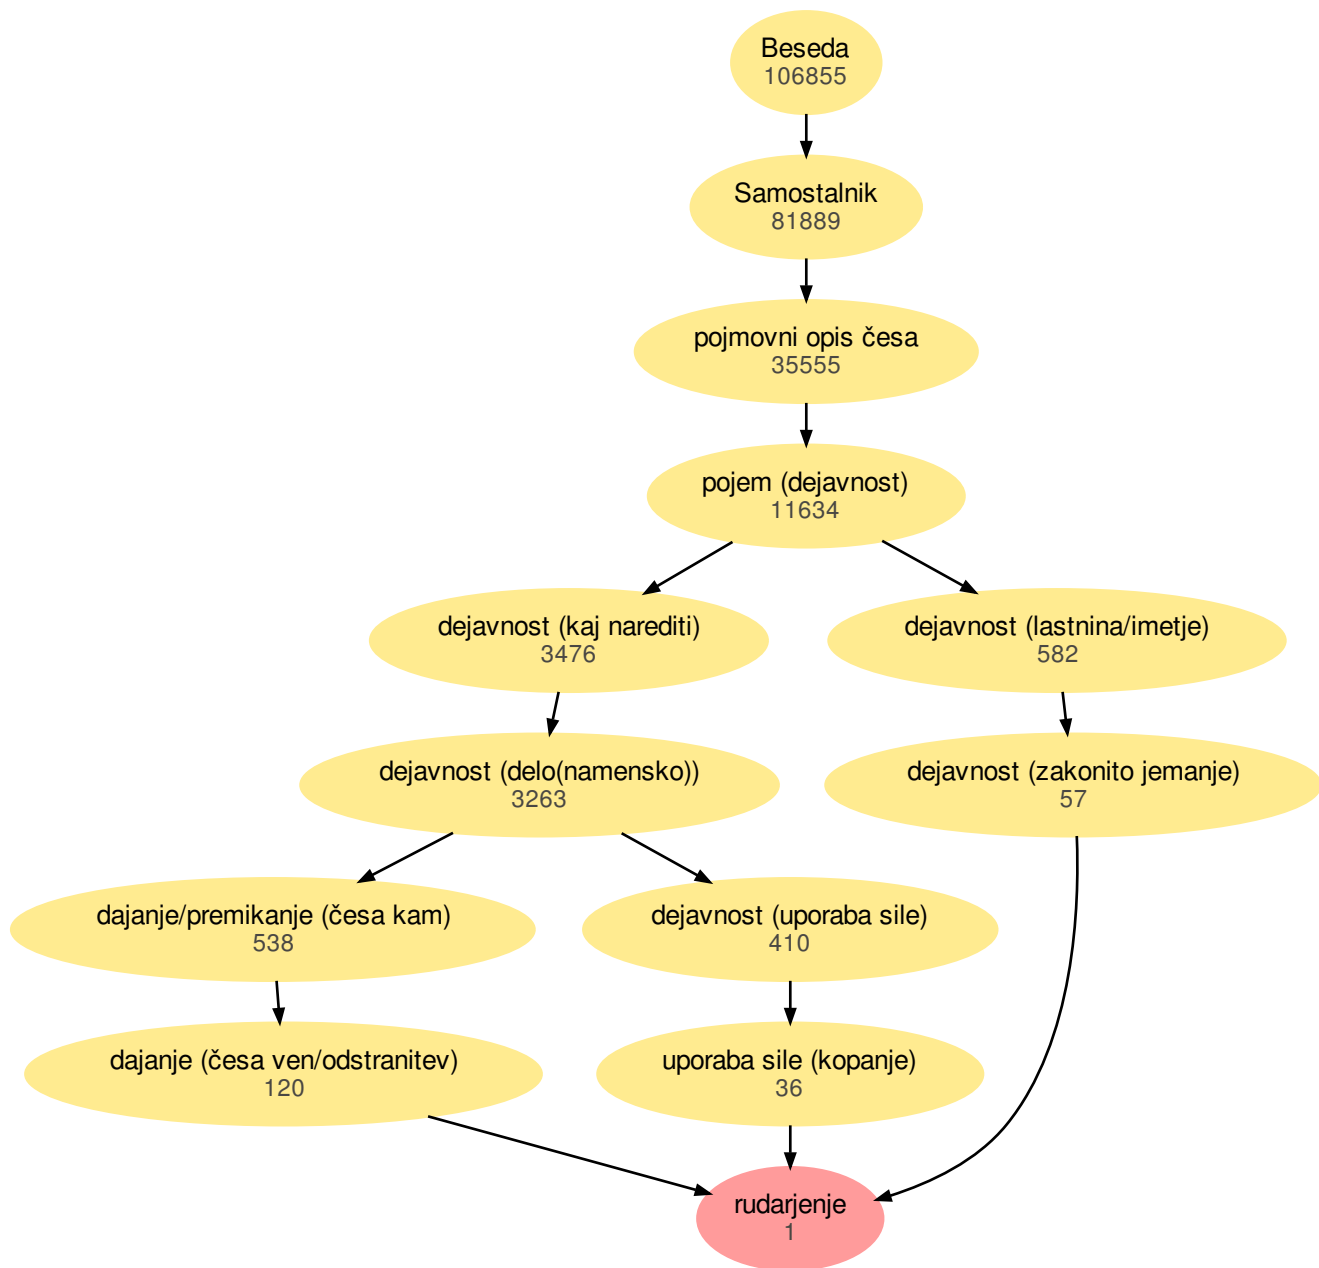 Beseda
106855
Samostalnik
81889
pojmovni opis česa
35555
pojem (dejavnost)
11634
dejavnost (kaj narediti)
3476
dejavnost (lastnina/imetje)
582
dejavnost (delo(namensko))
3263
dejavnost (zakonito jemanje)
57
dajanje/premikanje (česa kam)
538
dejavnost (uporaba sile)
410
dajanje (česa ven/odstranitev)
120
uporaba sile (kopanje)
36
rudarjenje
1